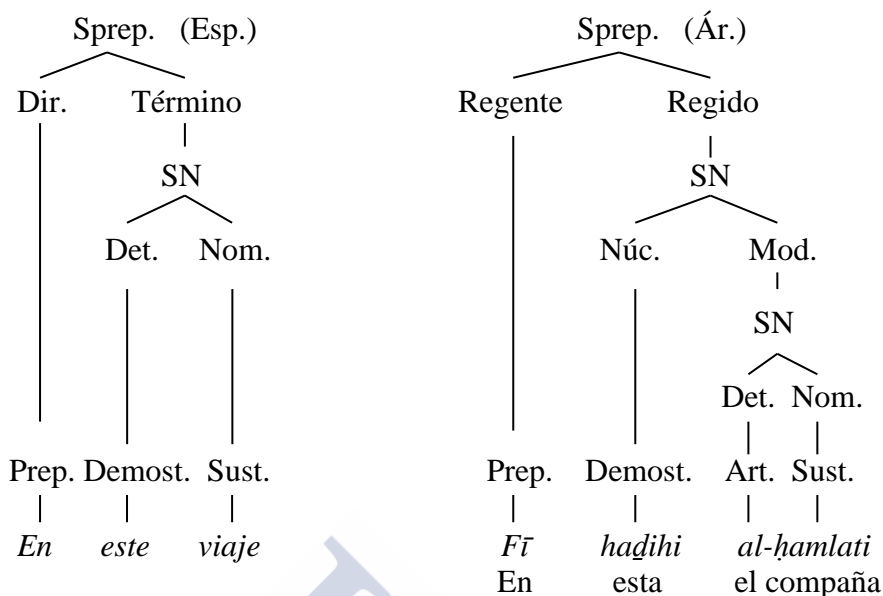 Sprep. (Esp.) Sprep. (Ár.)
Dir. Término Regente Regido
SN SN
Det. Nom. Núc. Mod.
SN
Det. Nom.
Prep. Demost. Sust. Prep. Demost. Art. Sust.
En este viaje Fī haḏihi al-ḥamlati
En esta el compaña